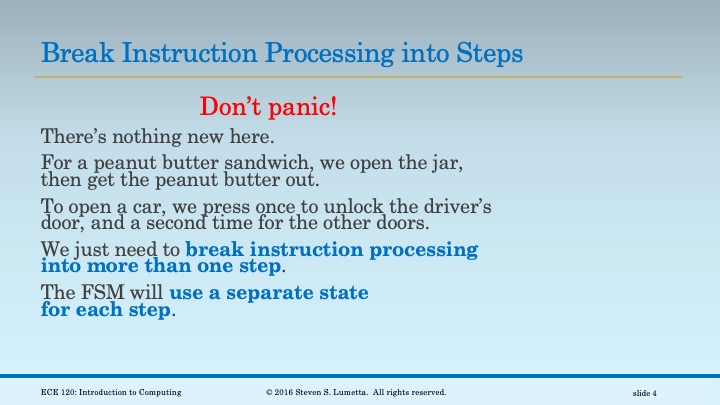 Break Instruction Processing into Steps
Don’t panic!
There’s nothing new here.
For a peanut butter sandwich, we open the jar,
then get the peanut butter out.
To open a car, we press once to unlock the driver’s
door, and a second time for the other doors.
We just need to break instruction processing
into more than one step.
The FSM will use a separate state
for each step.
ECE 120: Introduction to Computing
© 2016 Steven S. Lumetta.  All rights reserved.
slide 4